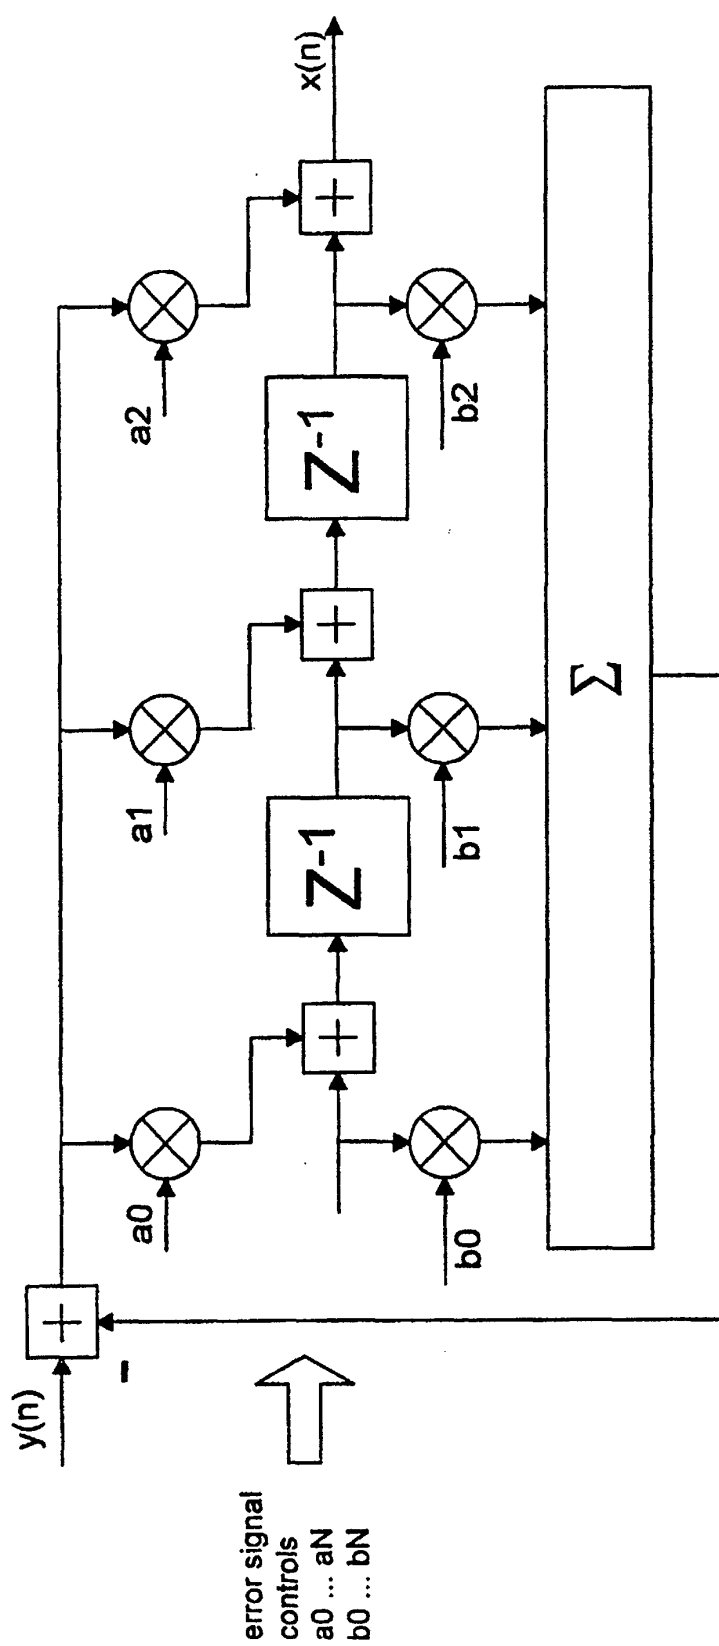 y(n)
a0
a1
a2
x(n)
Z-1
Z-1
b0
b1
b2
Σ
+
+
+
+
-
error signal
controls
a0 ... aN
b0 ... bN